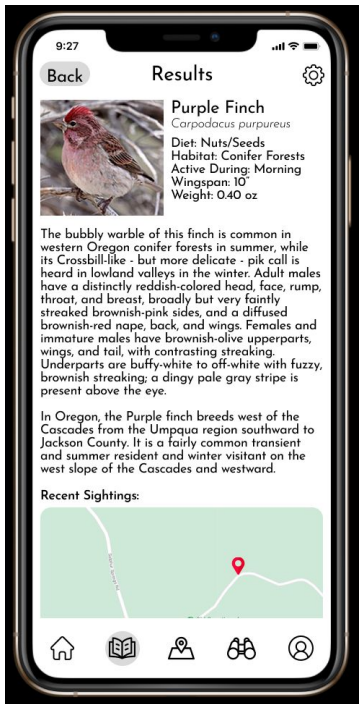 9:27
Back
Results
Purple Finch
Carpodacus purpureus
Diet: Nuts/Seeds
Habitat: Conifer Forests
Active During: Morning
Wingspan: 10"
Weight: 0.40 oz
The bubbly warble of this finch is common in
western Oregon conifer forests in summer, while
its Crossbill-like - but more delicate - pik call is
heard in lowland valleys in the winter. Adult males
have a distinctly reddish-colored head, face, rump,
throat, and breast, broadly but very faintly
streaked brownish-pink sides, and a diffused
brownish-red nape, back, and wings. Females and
immature males have brownish-olive upperparts,
wings, and tail, with contrasting streaking.
Underparts are buffy-white to off-white with fuzzy,
brownish streaking; a dingy pale gray stripe is
present above the eye.
In Oregon, the Purple finch breeds west of the
Cascades from the Umpqua region southward to
Jackson County. It is a fairly common transient
and summer resident and winter visitant on the
west slope of the Cascades and westward.
Recent Sightings: